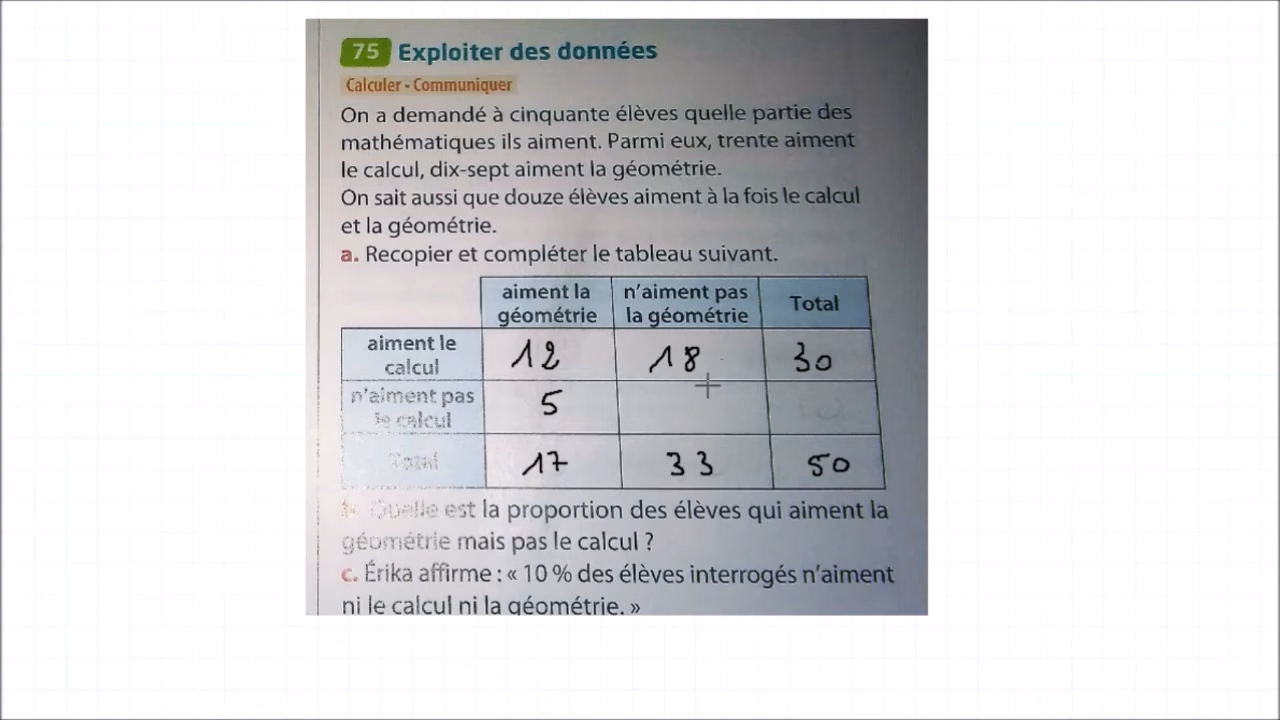 75 Exploiter des données
Calculer - Communiquer
On a demandé à cinquante élèves quelle partie des
mathématiques ils aiment. Parmi eux, trente aiment
le calcul, dix-sept aiment la géométrie.
On sait aussi que douze élèves aiment à la fois le calcul
et la géométrie.
a. Recopier et compléter le tableau suivant.
aiment la géométrie n'aiment pas la géométrie Total
aiment le calcul 12 18 30
n'aiment pas le calcul 5
Total 17 33 50
b. Quelle est la proportion des élèves qui aiment la
géométrie mais pas le calcul ?
c. Érika affirme : « 10 % des élèves interrogés n'aiment
ni le calcul ni la géométrie. »